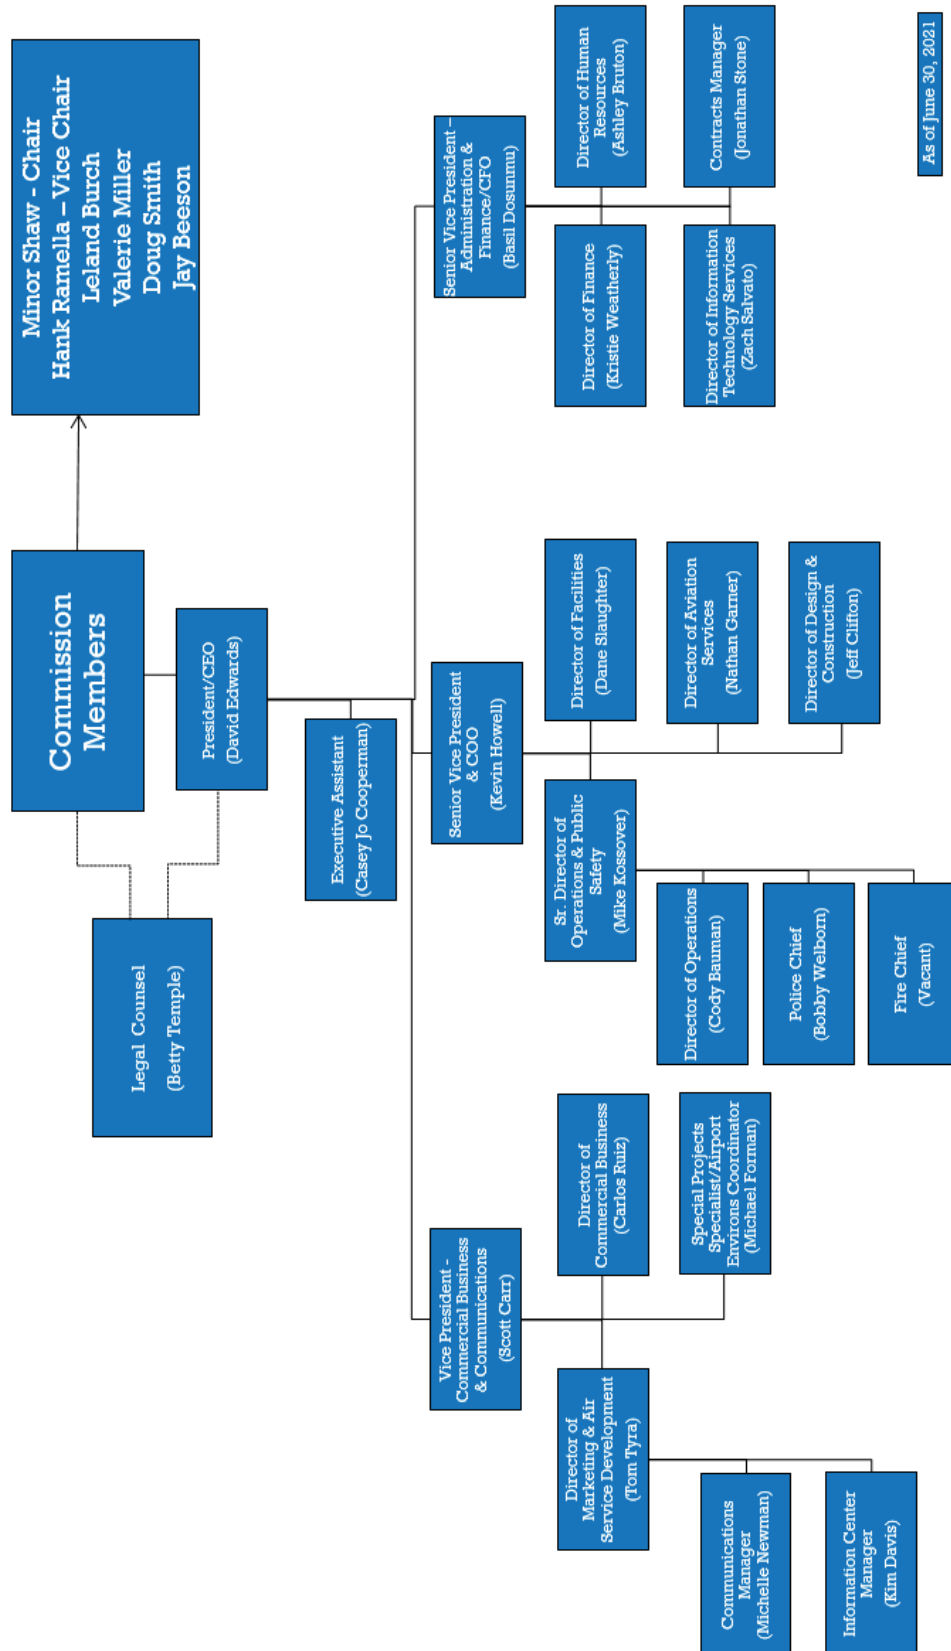 Commission
Members
Minor Shaw - Chair
Hank Ramella – Vice Chair
Leland Burch
Valerie Miller
Doug Smith
Jay Beeson
Legal Counsel
(Betty Temple)
President/CEO
(David Edwards)
Executive Assistant
(Casey Jo Cooperman)
Vice President -
Commercial Business
& Communications
(Scott Carr)
Senior Vice President
& COO
(Kevin Howell)
Senior Vice President –
Administration &
Finance/CFO
(Basil Dosunmu)
Director of
Marketing & Air
Service Development
(Tom Tyra)
Director of
Commercial Business
(Carlos Ruiz)
Special Projects
Specialist/Airport
Environs Coordinator
(Michael Forman)
Communications
Manager
(Michelle Newman)
Information Center
Manager
(Kim Davis)
Sr. Director of
Operations & Public
Safety
(Mike Kossover)
Director of Facilities
(Dane Slaughter)
Director of Aviation
Services
(Nathan Garner)
Director of Design &
Construction
(Jeff Clifton)
Director of Operations
(Cody Bauman)
Police Chief
(Bobby Welborn)
Fire Chief
(Vacant)
Director of Finance
(Kristie Weatherly)
Director of Human
Resources
(Ashley Bruton)
Director of Information
Technology Services
(Zach Salvato)
Contracts Manager
(Jonathan Stone)
As of June 30, 2021